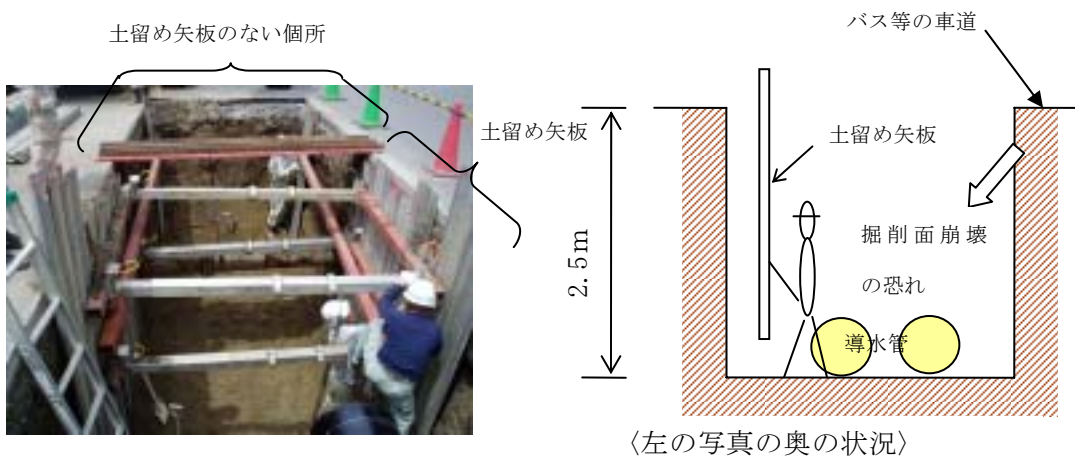 土留め矢板のない個所
土留め矢板
バス等の車道
土留め矢板
2.5m
掘削面崩壊
の恐れ
導水管
〈左の写真の奥の状況〉